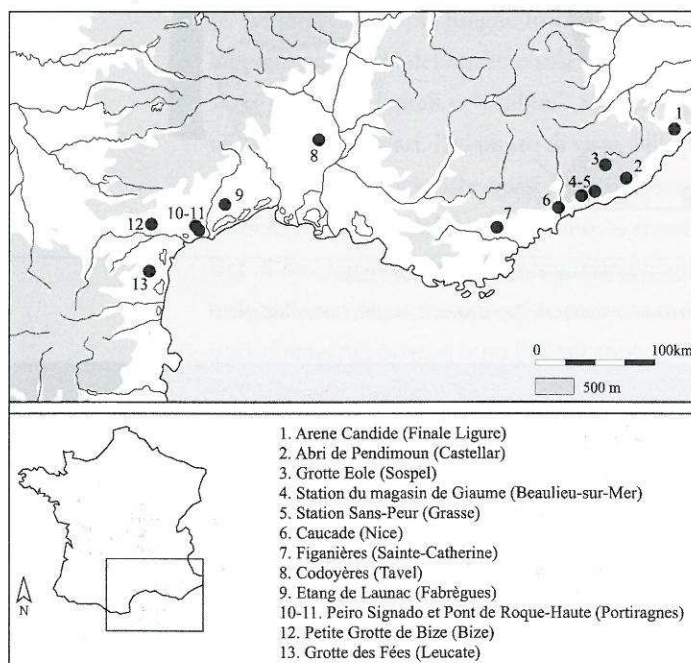 1
3
2
8
4-5
9
6
12
10-11
7
13
0
100km
500 m
1. Arene Candide (Finale Ligure)
2. Abri de Pendimoun (Castellar)
3. Grotte Eole (Sospel)
4. Station du magasin de Giaume (Beaulieu-sur-Mer)
5. Station Sans-Peur (Grasse)
6. Caucade (Nice)
7. Figanières (Sainte-Catherine)
8. Codoyères (Tavel)
9. Etang de Launac (Fabrègues)
10-11. Peiro Signado et Pont de Roque-Haute (Portiragnes)
12. Petite Grotte de Bize (Bize)
13. Grotte des Fées (Leucate)
N